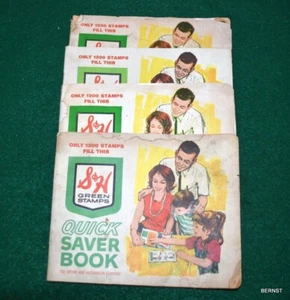 ONLY 1200 STAMPS
FILL THIS
ONLY 1200 STAMPS
FILL THIS
S&H
ONLY 1200 STAMPS
FILL THIS
S&H
ONLY 1200 STAMPS
FILL THIS
S&H
GREEN
STAMPS
QUICK
SAVER
BOOK
BERNST